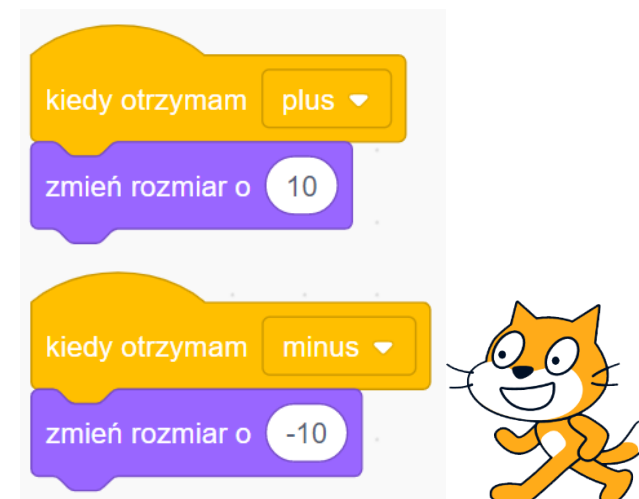 kiedy otrzymam plus
zmień rozmiar o 10
kiedy otrzymam minus
zmień rozmiar o -10